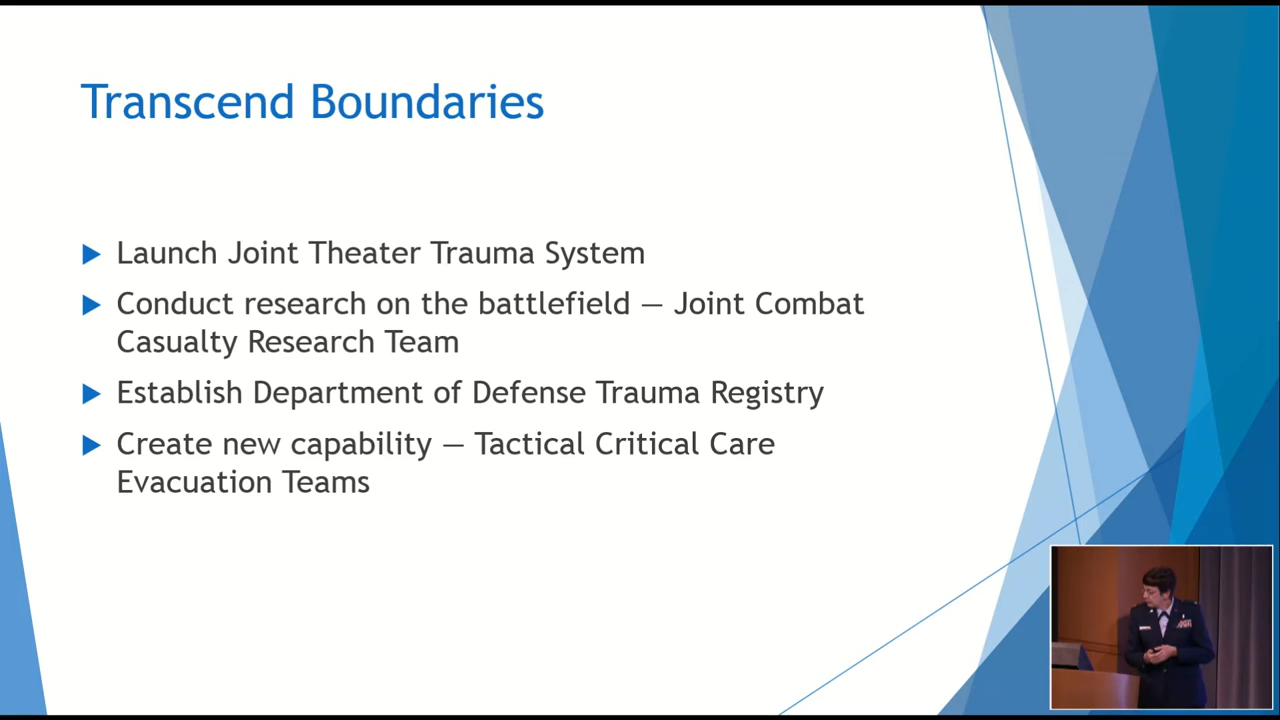 Transcend Boundaries
Launch Joint Theater Trauma System
Conduct research on the battlefield — Joint Combat
Casualty Research Team
Establish Department of Defense Trauma Registry
Create new capability — Tactical Critical Care
Evacuation Teams